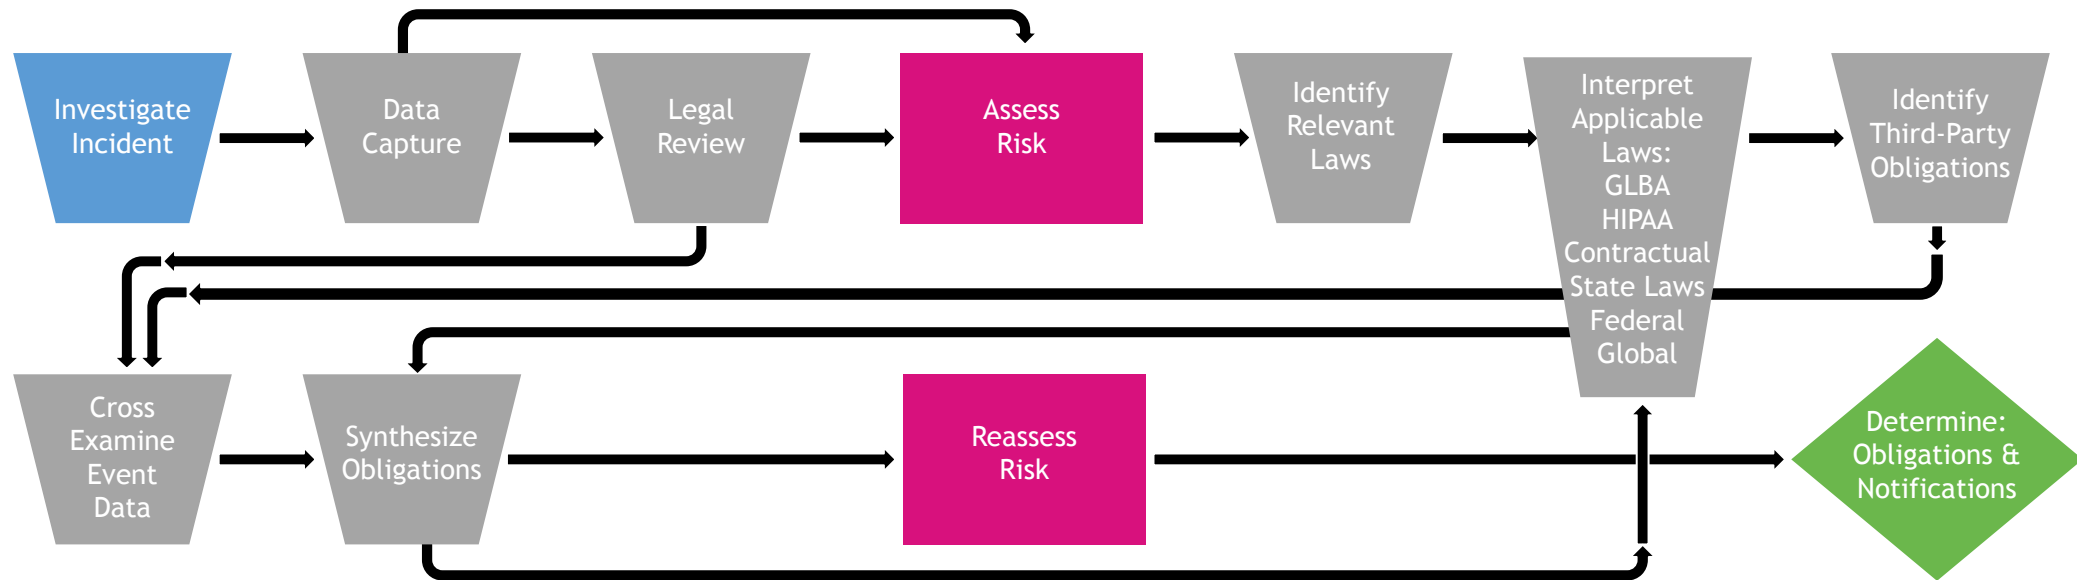 Investigate
Incident
Data
Capture
Legal
Review
Assess
Risk
Identify
Relevant
Laws
Interpret
Applicable
Laws:
GLBA
HIPAA
Contractual
State Laws
Federal
Global
Identify
Third-Party
Obligations
Cross
Examine
Event
Data
Synthesize
Obligations
Reassess
Risk
Determine:
Obligations &
Notifications